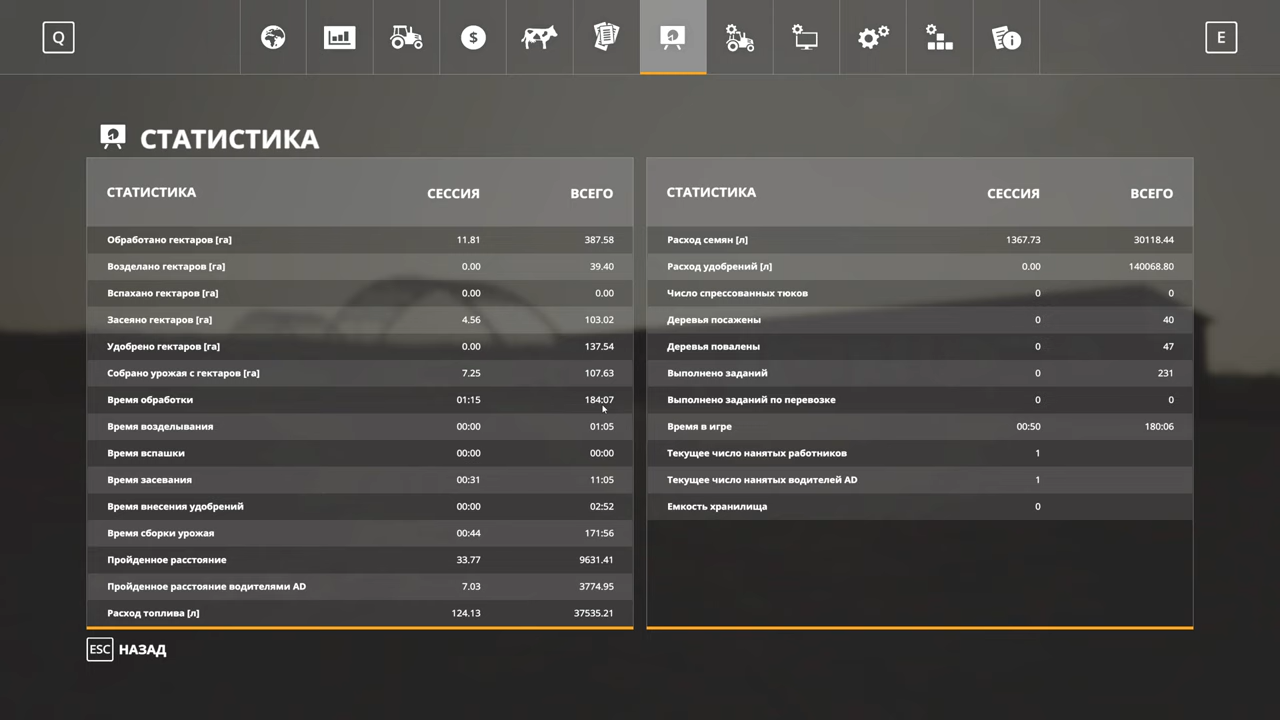 Q
$
E
СТАТИСТИКА
СТАТИСТИКА СЕССИЯ ВСЕГО
Обработано гектаров [га] 11.81 387.58
Возделано гектаров [га] 0.00 39.40
Вспахано гектаров [га] 0.00 0.00
Засеяно гектаров [га] 4.56 103.02
Удобрено гектаров [га] 0.00 137.54
Собрано урожая с гектаров [га] 7.25 107.63
Время обработки 01:15 184:07
Время возделывания 00:00 01:05
Время вспашки 00:00 00:00
Время засевания 00:31 11:05
Время внесения удобрений 00:00 02:52
Время сборки урожая 00:44 171:56
Пройденное расстояние 33.77 9631.41
Пройденное расстояние водителями AD 7.03 3774.95
Расход топлива [л] 124.13 37535.21
СТАТИСТИКА СЕССИЯ ВСЕГО
Расход семян [л] 1367.73 30118.44
Расход удобрений [л] 0.00 140068.80
Число спрессованных тюков 0 0
Деревья посажены 0 40
Деревья повалены 0 47
Выполнено заданий 0 231
Выполнено заданий по перевозке 0 0
Время в игре 00:50 180:06
Текущее число нанятых работников 1
Текущее число нанятых водителей AD 1
Емкость хранилища 0
ESC НАЗАД